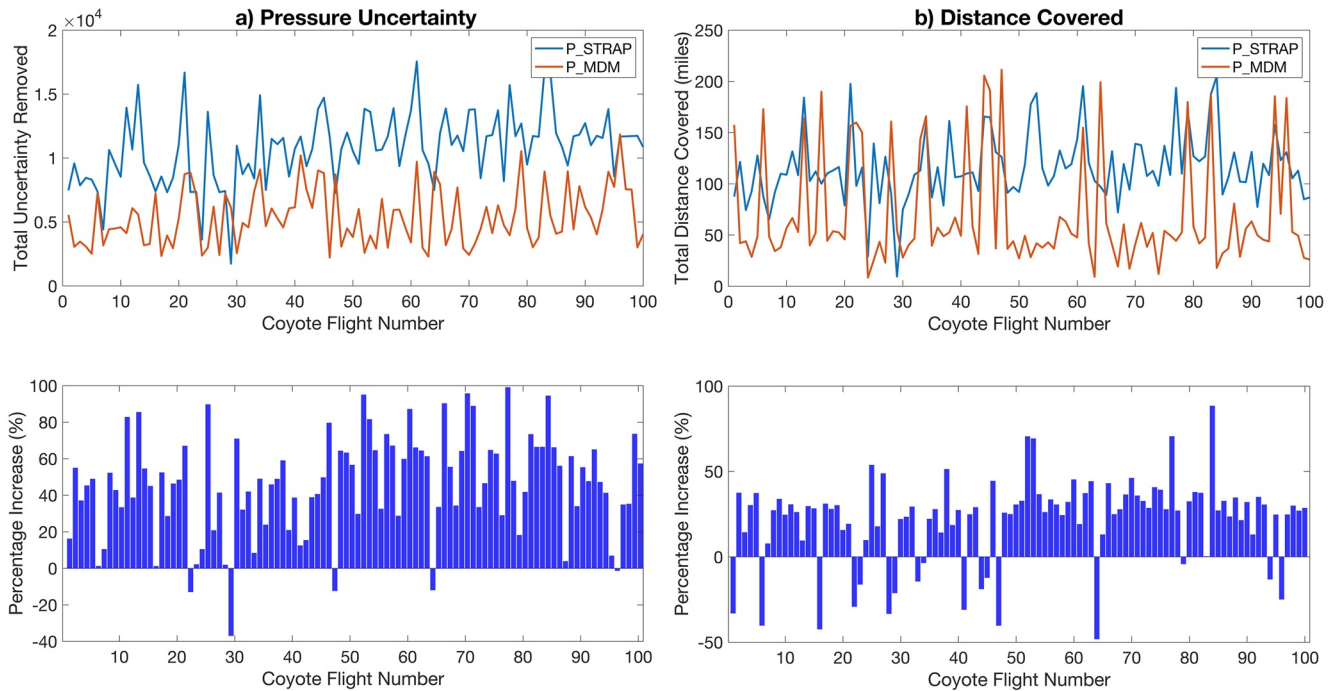 a) Pressure Uncertainty
×10⁴
2
1.5
1
0.5
0
Total Uncertainty Removed
P_STRAP
P_MDM
0 10 20 30 40 50 60 70 80 90 100
Coyote Flight Number
b) Distance Covered
250
200
150
100
50
0
Total Distance Covered (miles)
P_STRAP
P_MDM
0 10 20 30 40 50 60 70 80 90 100
Coyote Flight Number
100
80
60
40
20
0
-20
-40
Percentage Increase (%)
10 20 30 40 50 60 70 80 90 100
Coyote Flight Number
100
50
0
-50
Percentage Increase (%)
10 20 30 40 50 60 70 80 90 100
Coyote Flight Number